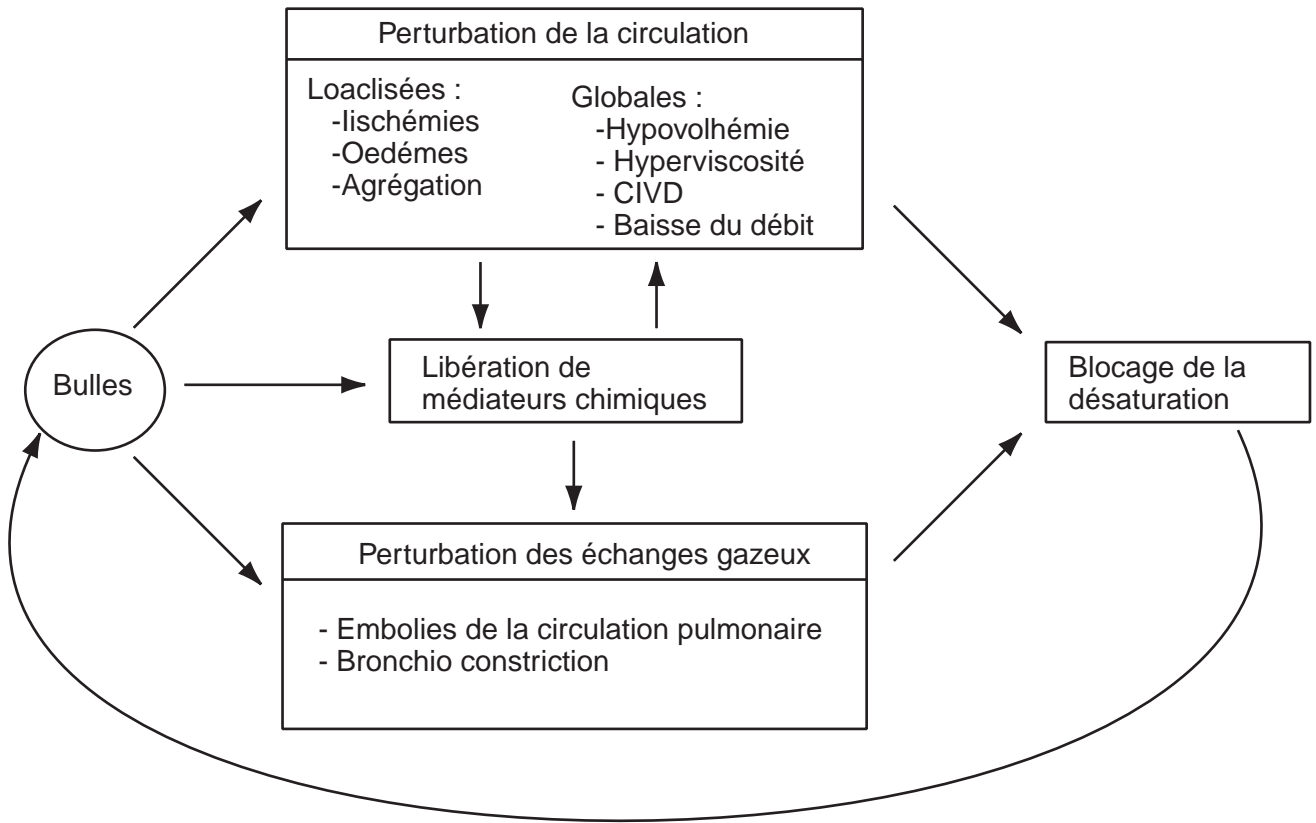 Perturbation de la circulation
Loaclisées :
-Iischémies
-Oedémes
-Agrégation
Globales :
-Hypovolhémie
- Hyperviscosité
- CIVD
- Baisse du débit
Bulles
Libération de
médiateurs chimiques
Blocage de la
désaturation
Perturbation des échanges gazeux
- Embolies de la circulation pulmonaire
- Bronchio constriction